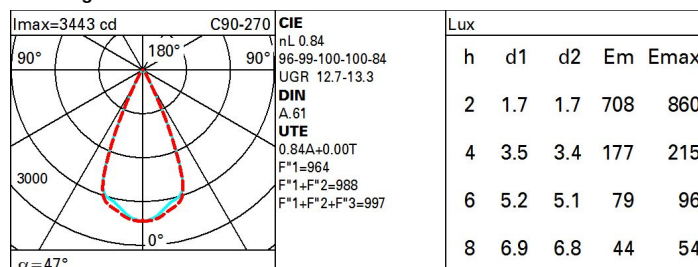 Imax=3443 cd C90-270
90° 180° 90°
3000
0°
α=47°
CIE
nL 0.84
96-99-100-100-84
UGR 12.7-13.3
DIN
A.61
UTE
0.84A+0.00T
F"1=964
F"1+F"2=988
F"1+F"2+F"3=997
Lux
h d1 d2 Em Emax
2 1.7 1.7 708 860
4 3.5 3.4 177 215
6 5.2 5.1 79 96
8 6.9 6.8 44 54